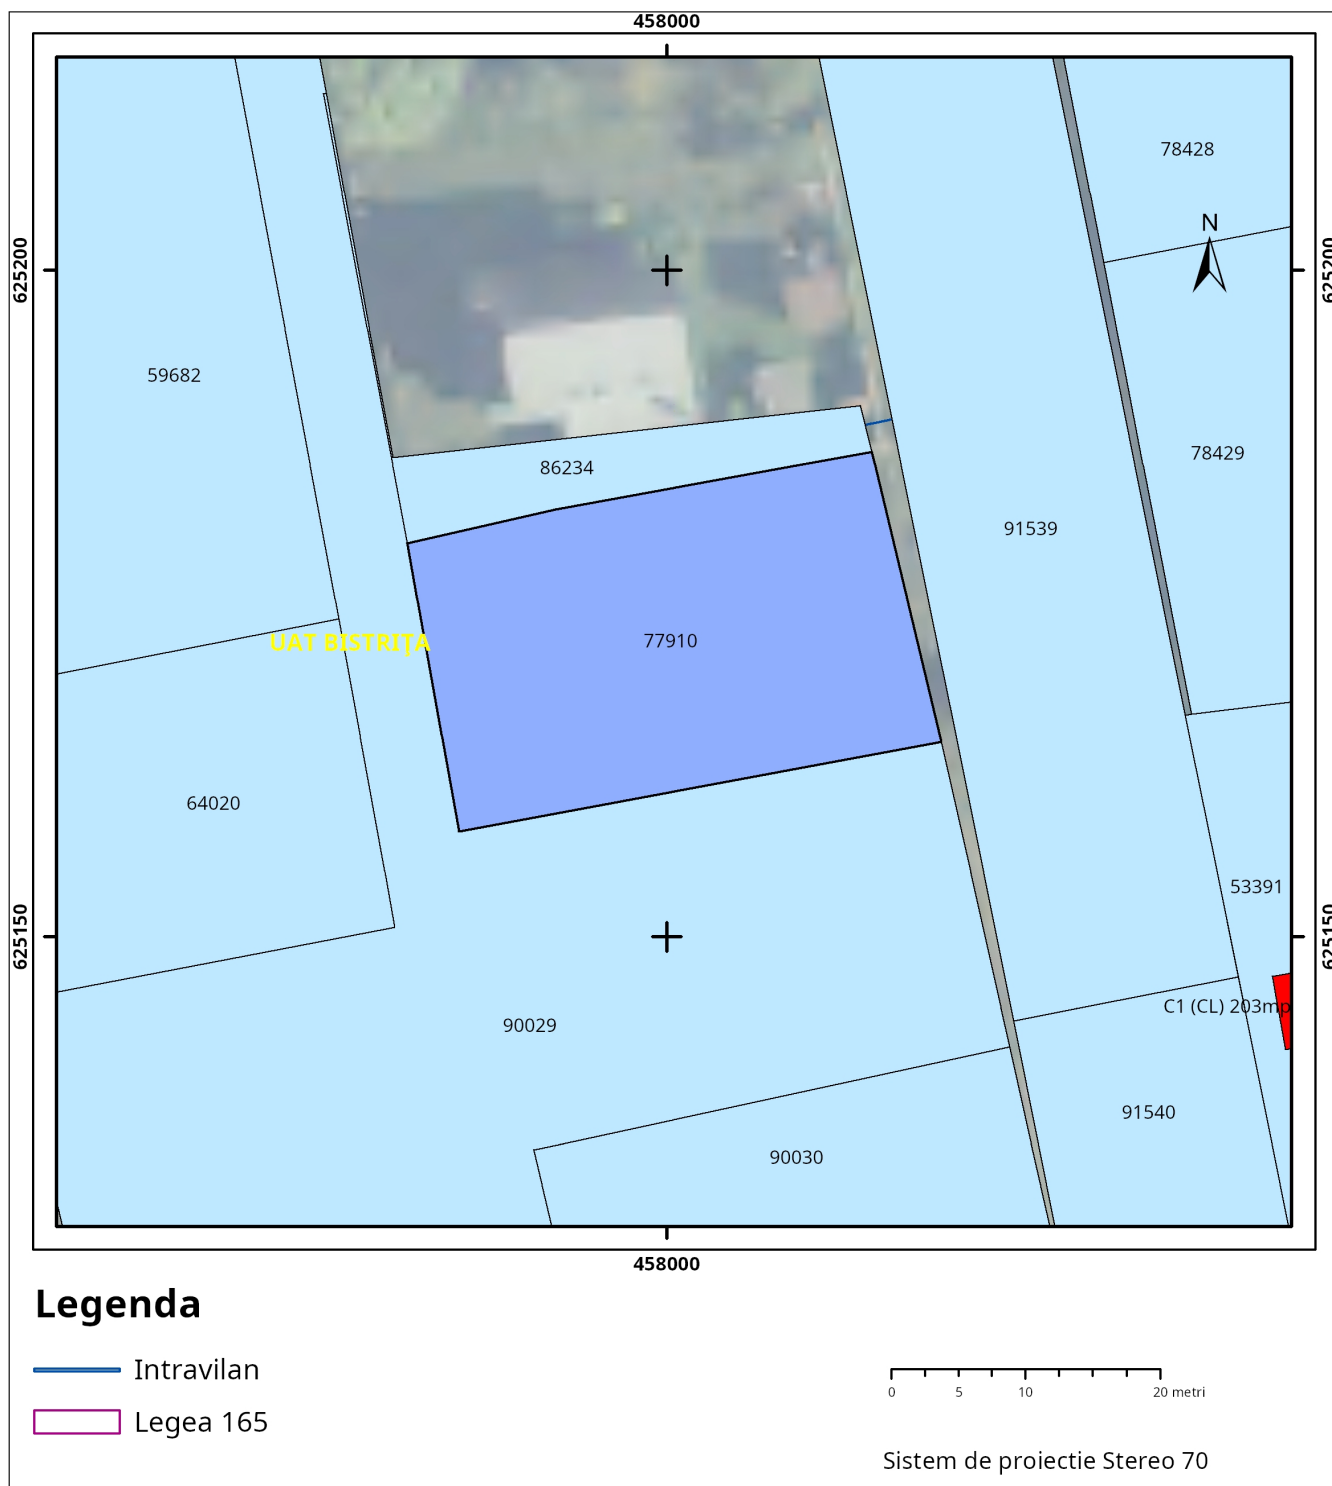 458000
78428
N
625200
625200
59682
78429
86234
91539
77910
UAT BISTRIȚA
64020
53391
625150
625150
C1 (CL) 203mp
90029
91540
90030
458000
Legenda
Intravilan
0 5 10 20 metri
Legea 165
Sistem de proiectie Stereo 70